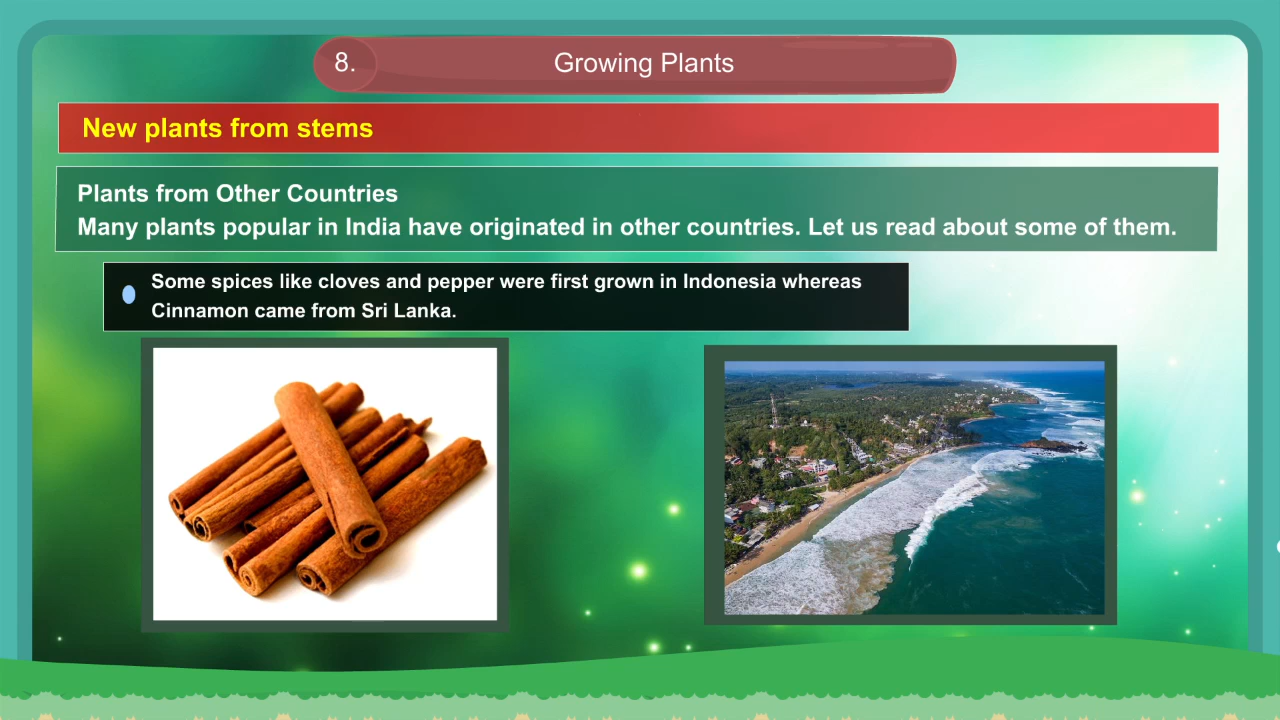 8.
Growing Plants
New plants from stems
Plants from Other Countries
Many plants popular in India have originated in other countries. Let us read about some of them.
Some spices like cloves and pepper were first grown in Indonesia whereas
Cinnamon came from Sri Lanka.